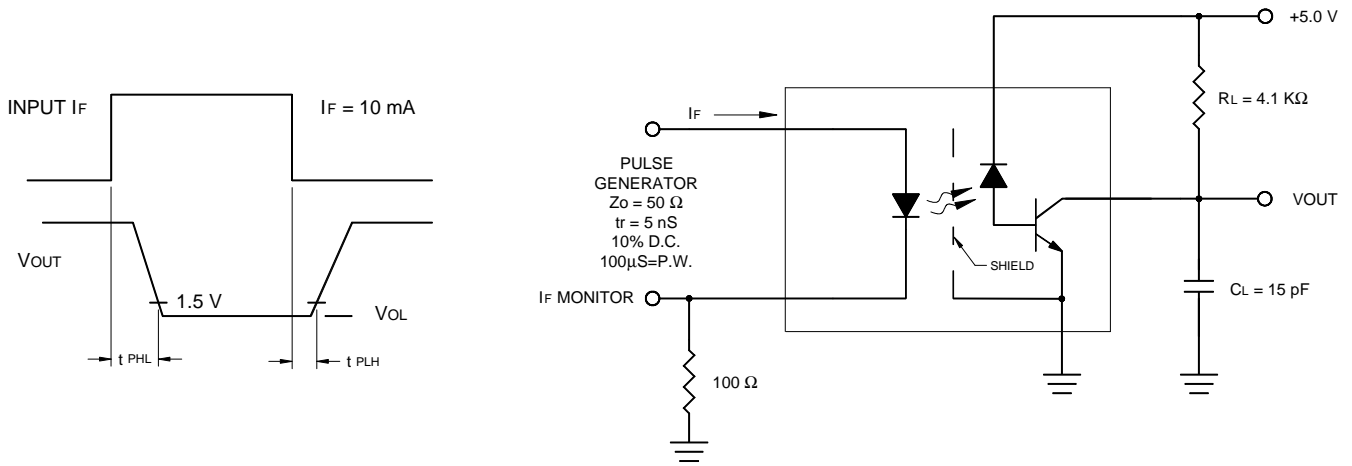 INPUT IF
IF = 10 mA
VOUT
1.5 V
VOL
t PHL
t PLH
+5.0 V
RL = 4.1 KΩ
IF
PULSE
GENERATOR
Zo = 50 Ω
tr = 5 nS
10% D.C.
100μS=P.W.
VOUT
SHIELD
IF MONITOR
CL = 15 pF
100 Ω